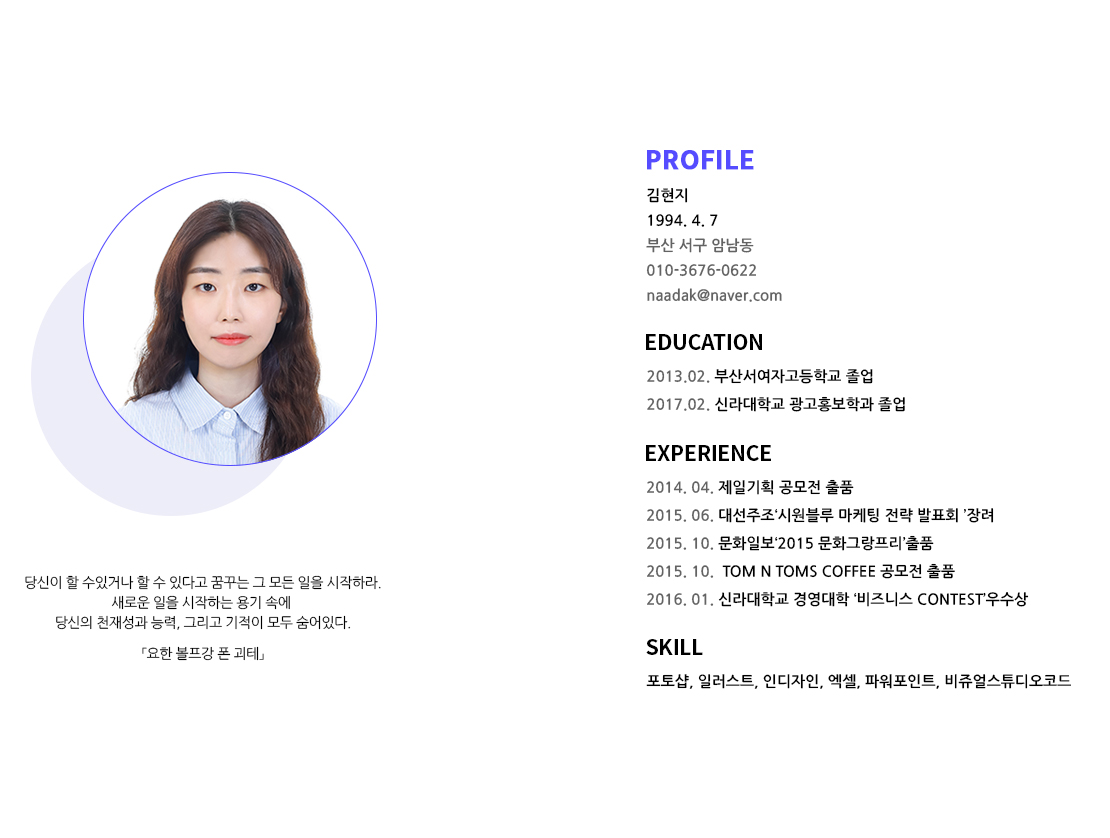 당신이 할 수있거나 할 수 있다고 꿈꾸는 그 모든 일을 시작하라.
새로운 일을 시작하는 용기 속에
당신의 천재성과 능력, 그리고 기적이 모두 숨어있다.
「요한 볼프강 폰 괴테」
PROFILE
김현지
1994. 4. 7
부산 서구 암남동
010-3676-0622
naadak@naver.com
EDUCATION
2013.02. 부산서여자고등학교 졸업
2017.02. 신라대학교 광고홍보학과 졸업
EXPERIENCE
2014. 04. 제일기획 공모전 출품
2015. 06. 대선주조‘시원블루 마케팅 전략 발표회 ’장려
2015. 10. 문화일보‘2015 문화그랑프리’출품
2015. 10. TOM N TOMS COFFEE 공모전 출품
2016. 01. 신라대학교 경영대학 ‘비즈니스 CONTEST’우수상
SKILL
포토샵, 일러스트, 인디자인, 엑셀, 파워포인트, 비쥬얼스튜디오코드